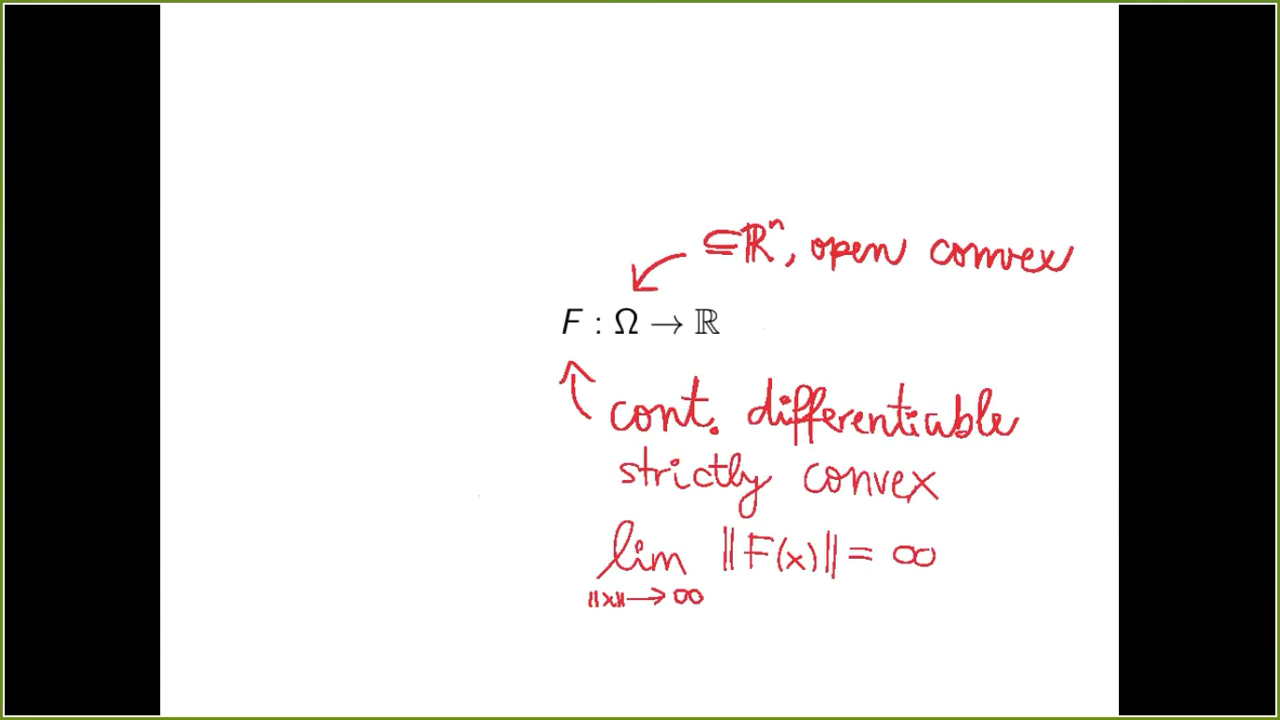 ⊆ℝⁿ, open convex
F : Ω → ℝ
cont. differentiable
strictly convex
lim ‖F(x)‖ = ∞
‖x‖→∞